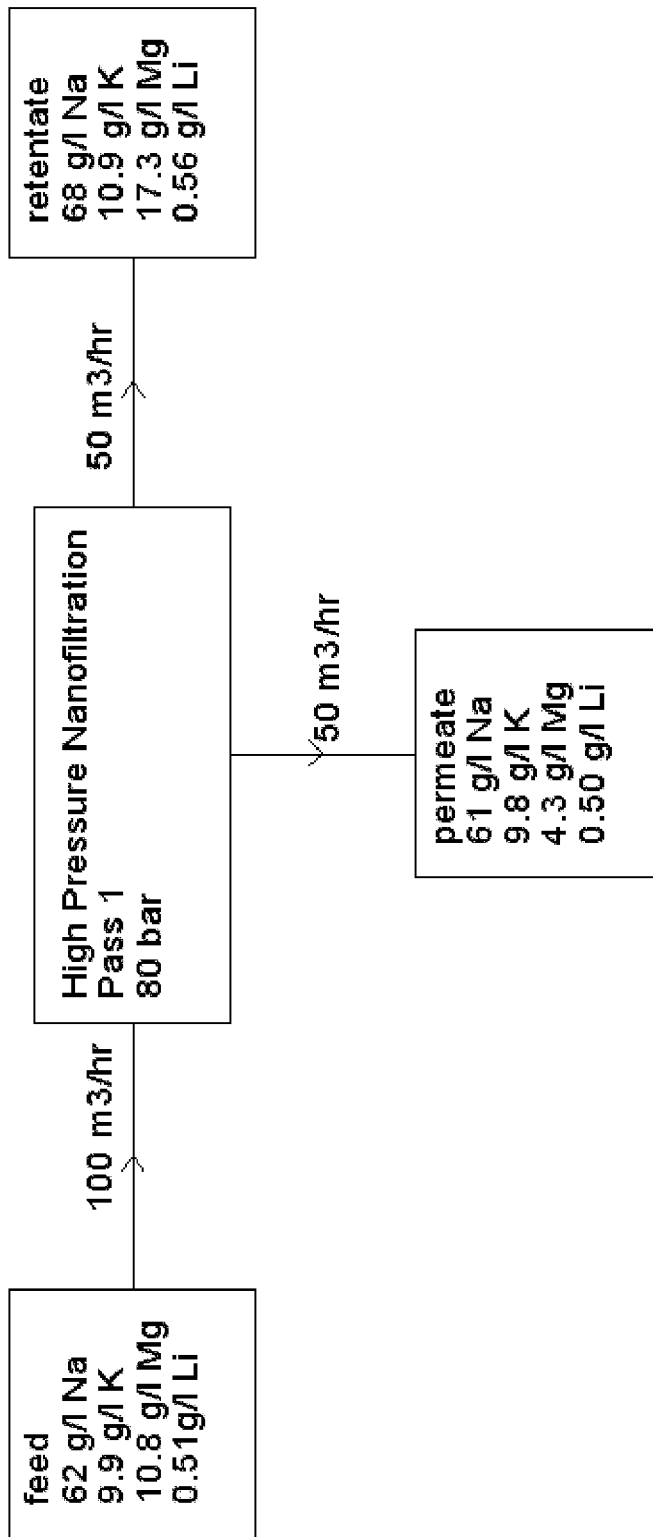 feed
62 g/l Na
9.9 g/l K
10.8 g/l Mg
0.51g/l Li
100 m3/hr
High Pressure Nanofiltration
Pass 1
80 bar
50 m3/hr
retentate
68 g/l Na
10.9 g/l K
17.3 g/l Mg
0.56 g/l Li
50 m3/hr
permeate
61 g/l Na
9.8 g/l K
4.3 g/l Mg
0.50 g/l Li